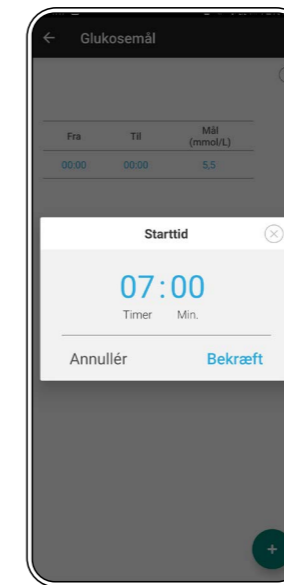 Glukosemål
Fra Til Mål
(mmol/L)
00:00 00:00 5,5
Starttid
07:00
Timer Min.
Annullér Bekræft